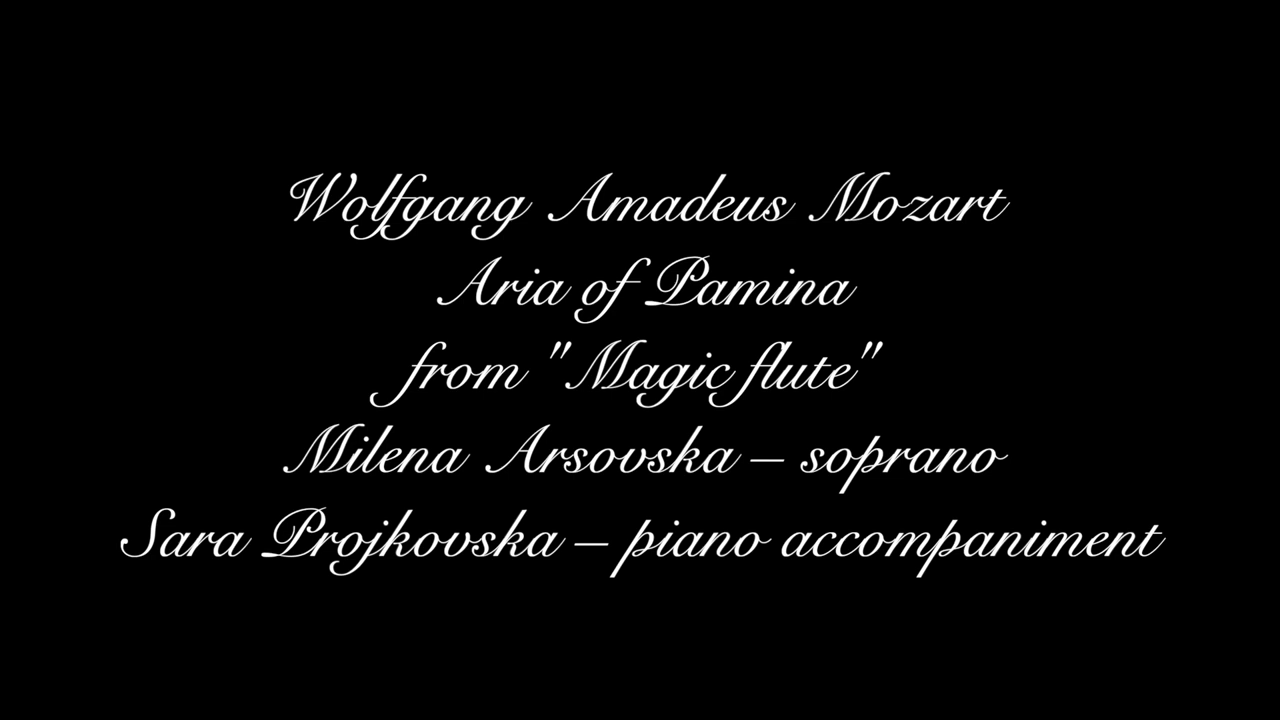 Wolfgang Amadeus Mozart
Aria of Pamina
from "Magic flute"
Milena Arsovska – soprano
Sara Projkovska – piano accompaniment